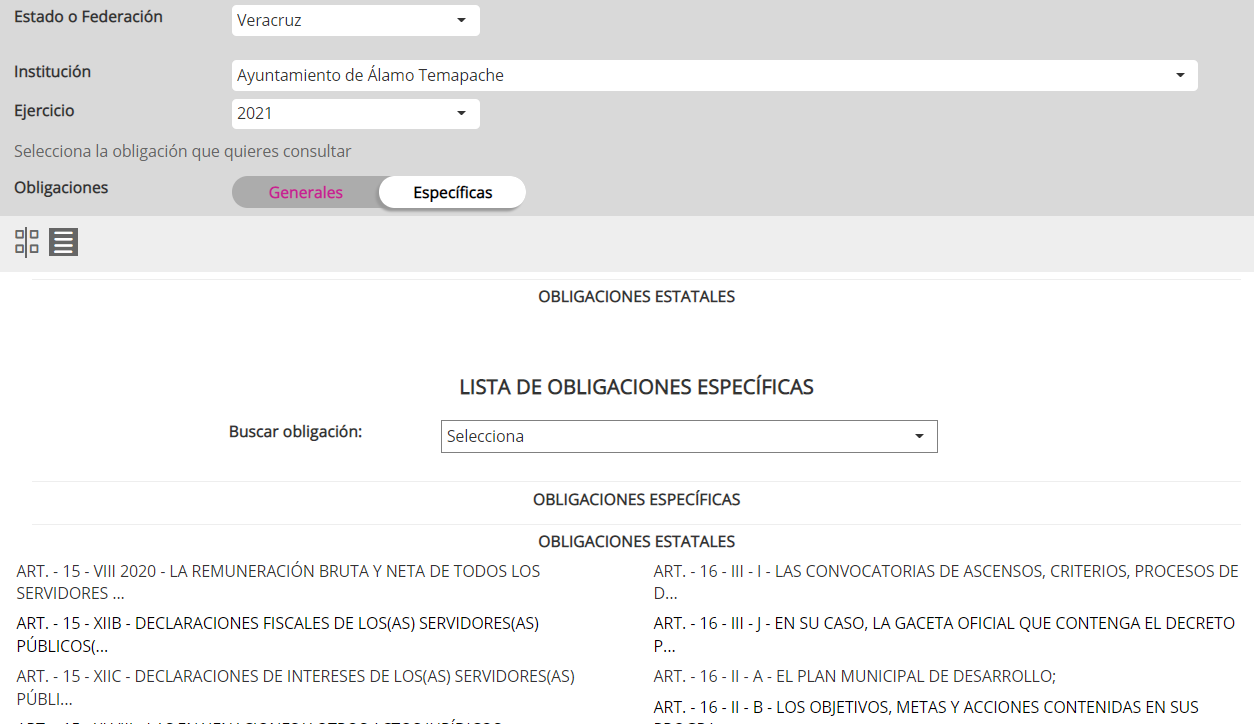 Estado o Federación
Veracruz
Institución
Ayuntamiento de Álamo Temapache
Ejercicio
2021
Selecciona la obligación que quieres consultar
Obligaciones
Generales
Específicas
OBLIGACIONES ESTATALES
LISTA DE OBLIGACIONES ESPECÍFICAS
Buscar obligación:
Selecciona
OBLIGACIONES ESPECÍFICAS
OBLIGACIONES ESTATALES
ART. - 15 - VIII 2020 - LA REMUNERACIÓN BRUTA Y NETA DE TODOS LOS
SERVIDORES ...
ART. - 15 - XIIB - DECLARACIONES FISCALES DE LOS(AS) SERVIDORES(AS)
PÚBLICOS(...
ART. - 15 - XIIC - DECLARACIONES DE INTERESES DE LOS(AS) SERVIDORES(AS)
PÚBLI...
ART. - 16 - III - I - LAS CONVOCATORIAS DE ASCENSOS, CRITERIOS, PROCESOS DE
D...
ART. - 16 - III - J - EN SU CASO, LA GACETA OFICIAL QUE CONTENGA EL DECRETO
P...
ART. - 16 - II - A - EL PLAN MUNICIPAL DE DESARROLLO;
ART. - 16 - II - B - LOS OBJETIVOS, METAS Y ACCIONES CONTENIDAS EN SUS